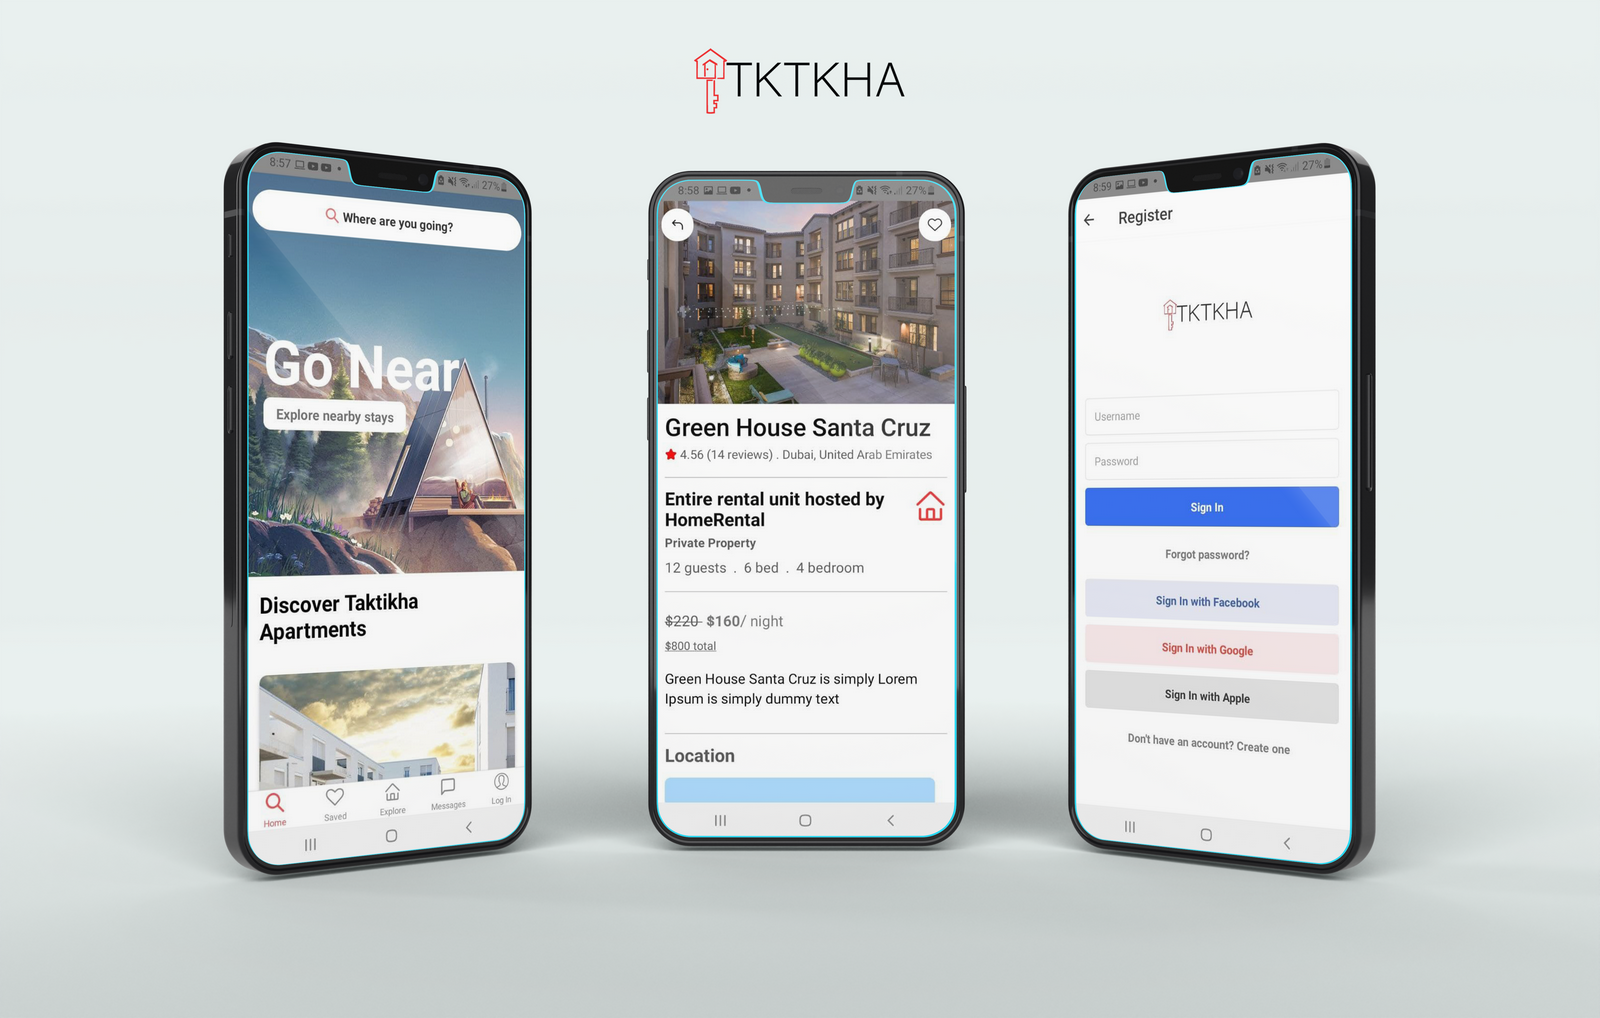 TKTKHA
8:57
27%
Where are you going?
Go Near
Explore nearby stays
Discover Taktikha
Apartments
Home
Saved
Explore
Messages
Log In
8:58
27%
Green House Santa Cruz
4.56 (14 reviews) . Dubai, United Arab Emirates
Entire rental unit hosted by
HomeRental
Private Property
12 guests . 6 bed . 4 bedroom
$220 $160/ night
$800 total
Green House Santa Cruz is simply Lorem
Ipsum is simply dummy text
Location
8:59
27%
Register
TKTKHA
Username
Password
Sign In
Forgot password?
Sign In with Facebook
Sign In with Google
Sign In with Apple
Don't have an account? Create one